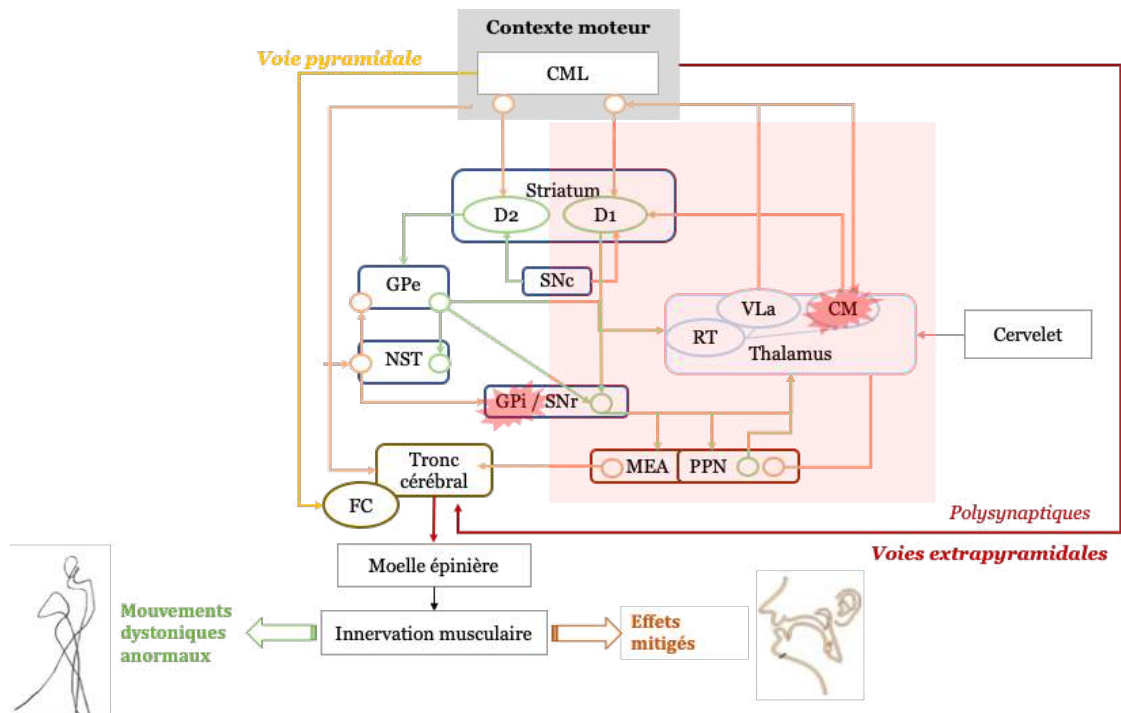 Contexte moteur
Voie pyramidale
CML
Striatum
D2
D1
GPe
SNc
VLa
CM
RT
Thalamus
Cervelet
NST
GPi / SNr
Tronc
cérébral
MEA
PPN
FC
Polysynaptiques
Voies extrapyramidales
Moelle épinière
Mouvements
dystoniques
anormaux
Innervation musculaire
Effets
mitigés